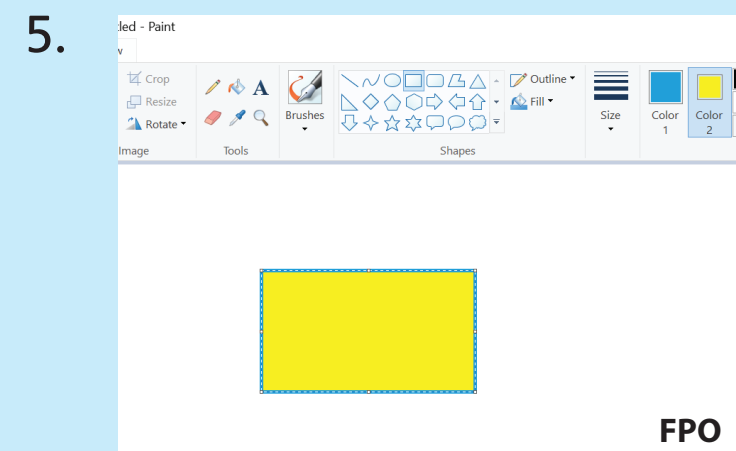 5.
tled - Paint
w
Crop
Resize
Rotate
Image
A
Tools
Brushes
Shapes
Outline
Fill
Size
Color
1
Color
2
FPO